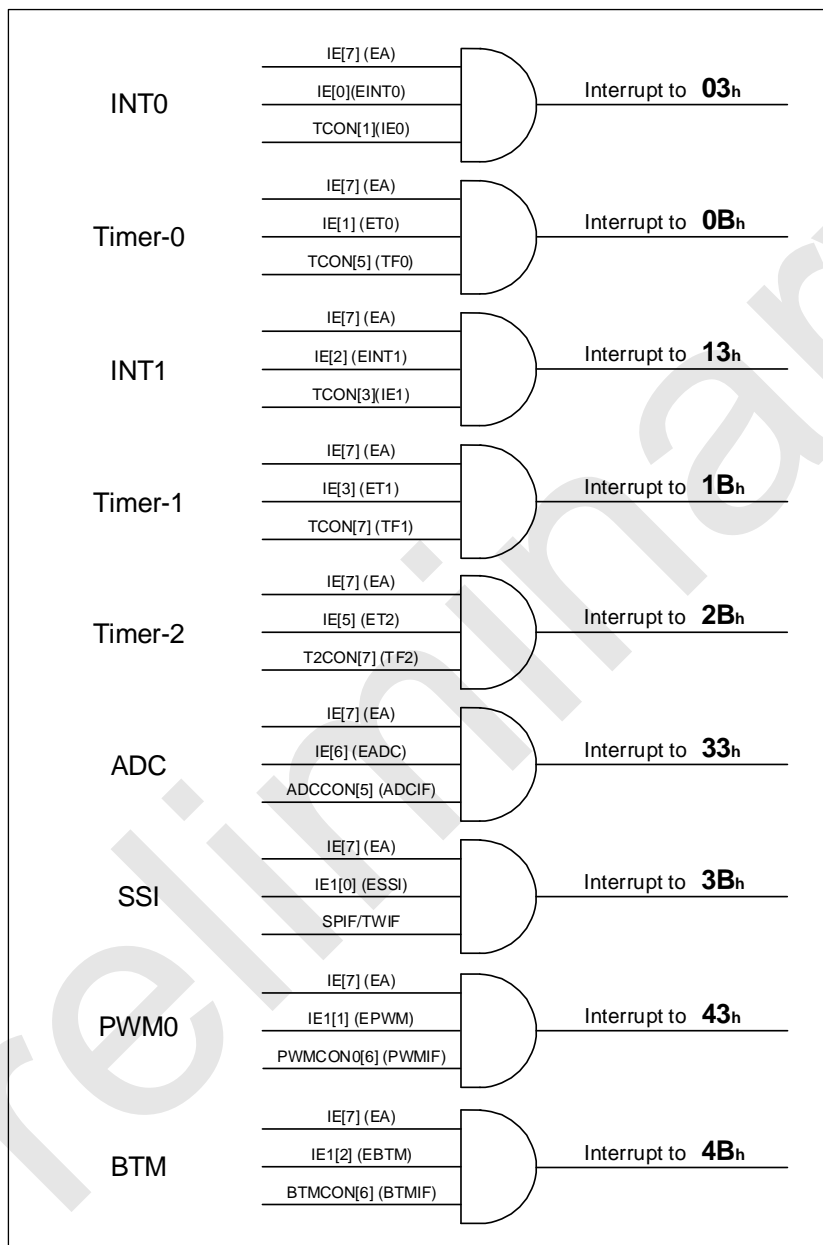 IE[7] (EA)
INT0
IE[0](EINT0)
TCON[1](IE0)
Interrupt to 03h
IE[7] (EA)
Timer-0
IE[1] (ET0)
TCON[5] (TF0)
Interrupt to 0Bh
IE[7] (EA)
INT1
IE[2] (EINT1)
TCON[3](IE1)
Interrupt to 13h
IE[7] (EA)
Timer-1
IE[3] (ET1)
TCON[7] (TF1)
Interrupt to 1Bh
IE[7] (EA)
Timer-2
IE[5] (ET2)
T2CON[7] (TF2)
Interrupt to 2Bh
IE[7] (EA)
ADC
IE[6] (EADC)
ADCCON[5] (ADCIF)
Interrupt to 33h
IE[7] (EA)
SSI
IE1[0] (ESSI)
SPIF/TWIF
Interrupt to 3Bh
IE[7] (EA)
PWM0
IE1[1] (EPWM)
PWMCON0[6] (PWMIF)
Interrupt to 43h
IE[7] (EA)
BTM
IE1[2] (EBTM)
BTMCON[6] (BTMIF)
Interrupt to 4Bh
reliminar